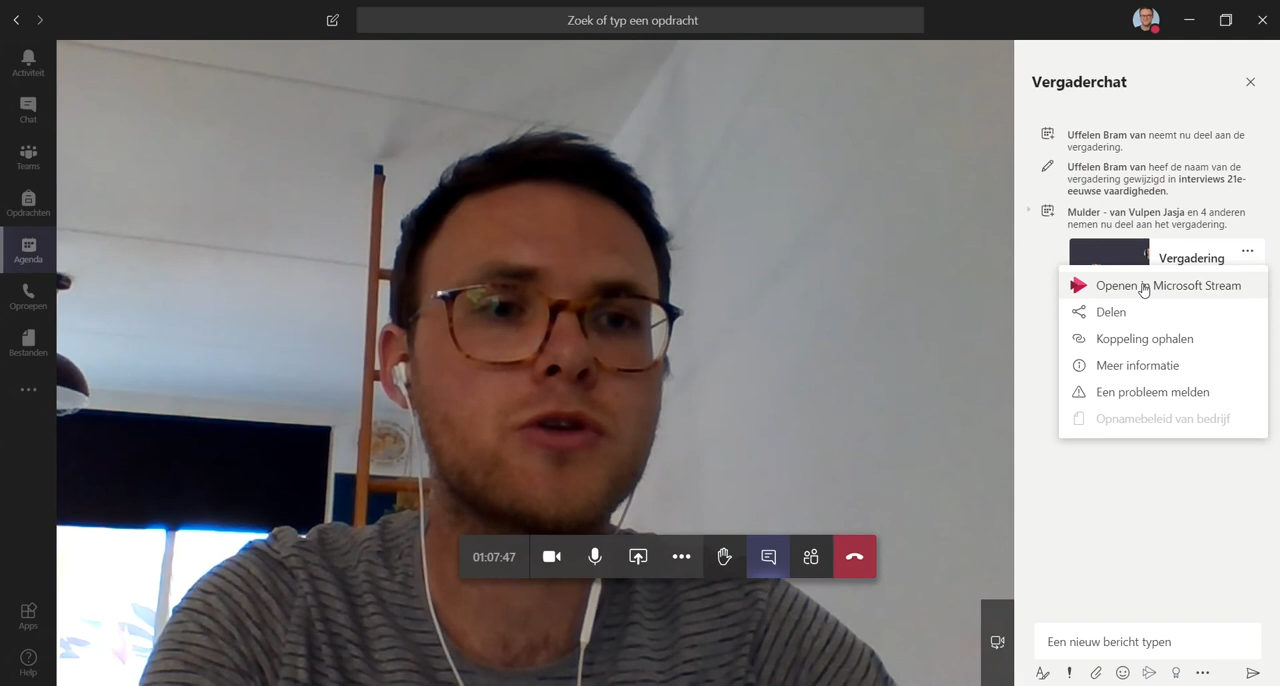 Zoek of typ een opdracht
Activiteit
Chat
Teams
Opdrachten
Agenda
Oproepen
Bestanden
Apps
Help
01:07:47
Vergaderchat
Uffelen Bram van neemt nu deel aan de
vergadering.
Uffelen Bram van heef de naam van de
vergadering gewijzigd in interviews 21e-
eeuwse vaardigheden.
Mulder - van Vulpen Jasja en 4 anderen
nemen nu deel aan het vergadering.
Vergadering
Openen in Microsoft Stream
Delen
Koppeling ophalen
Meer informatie
Een probleem melden
Opnamebeleid van bedrijf
Een nieuw bericht typen